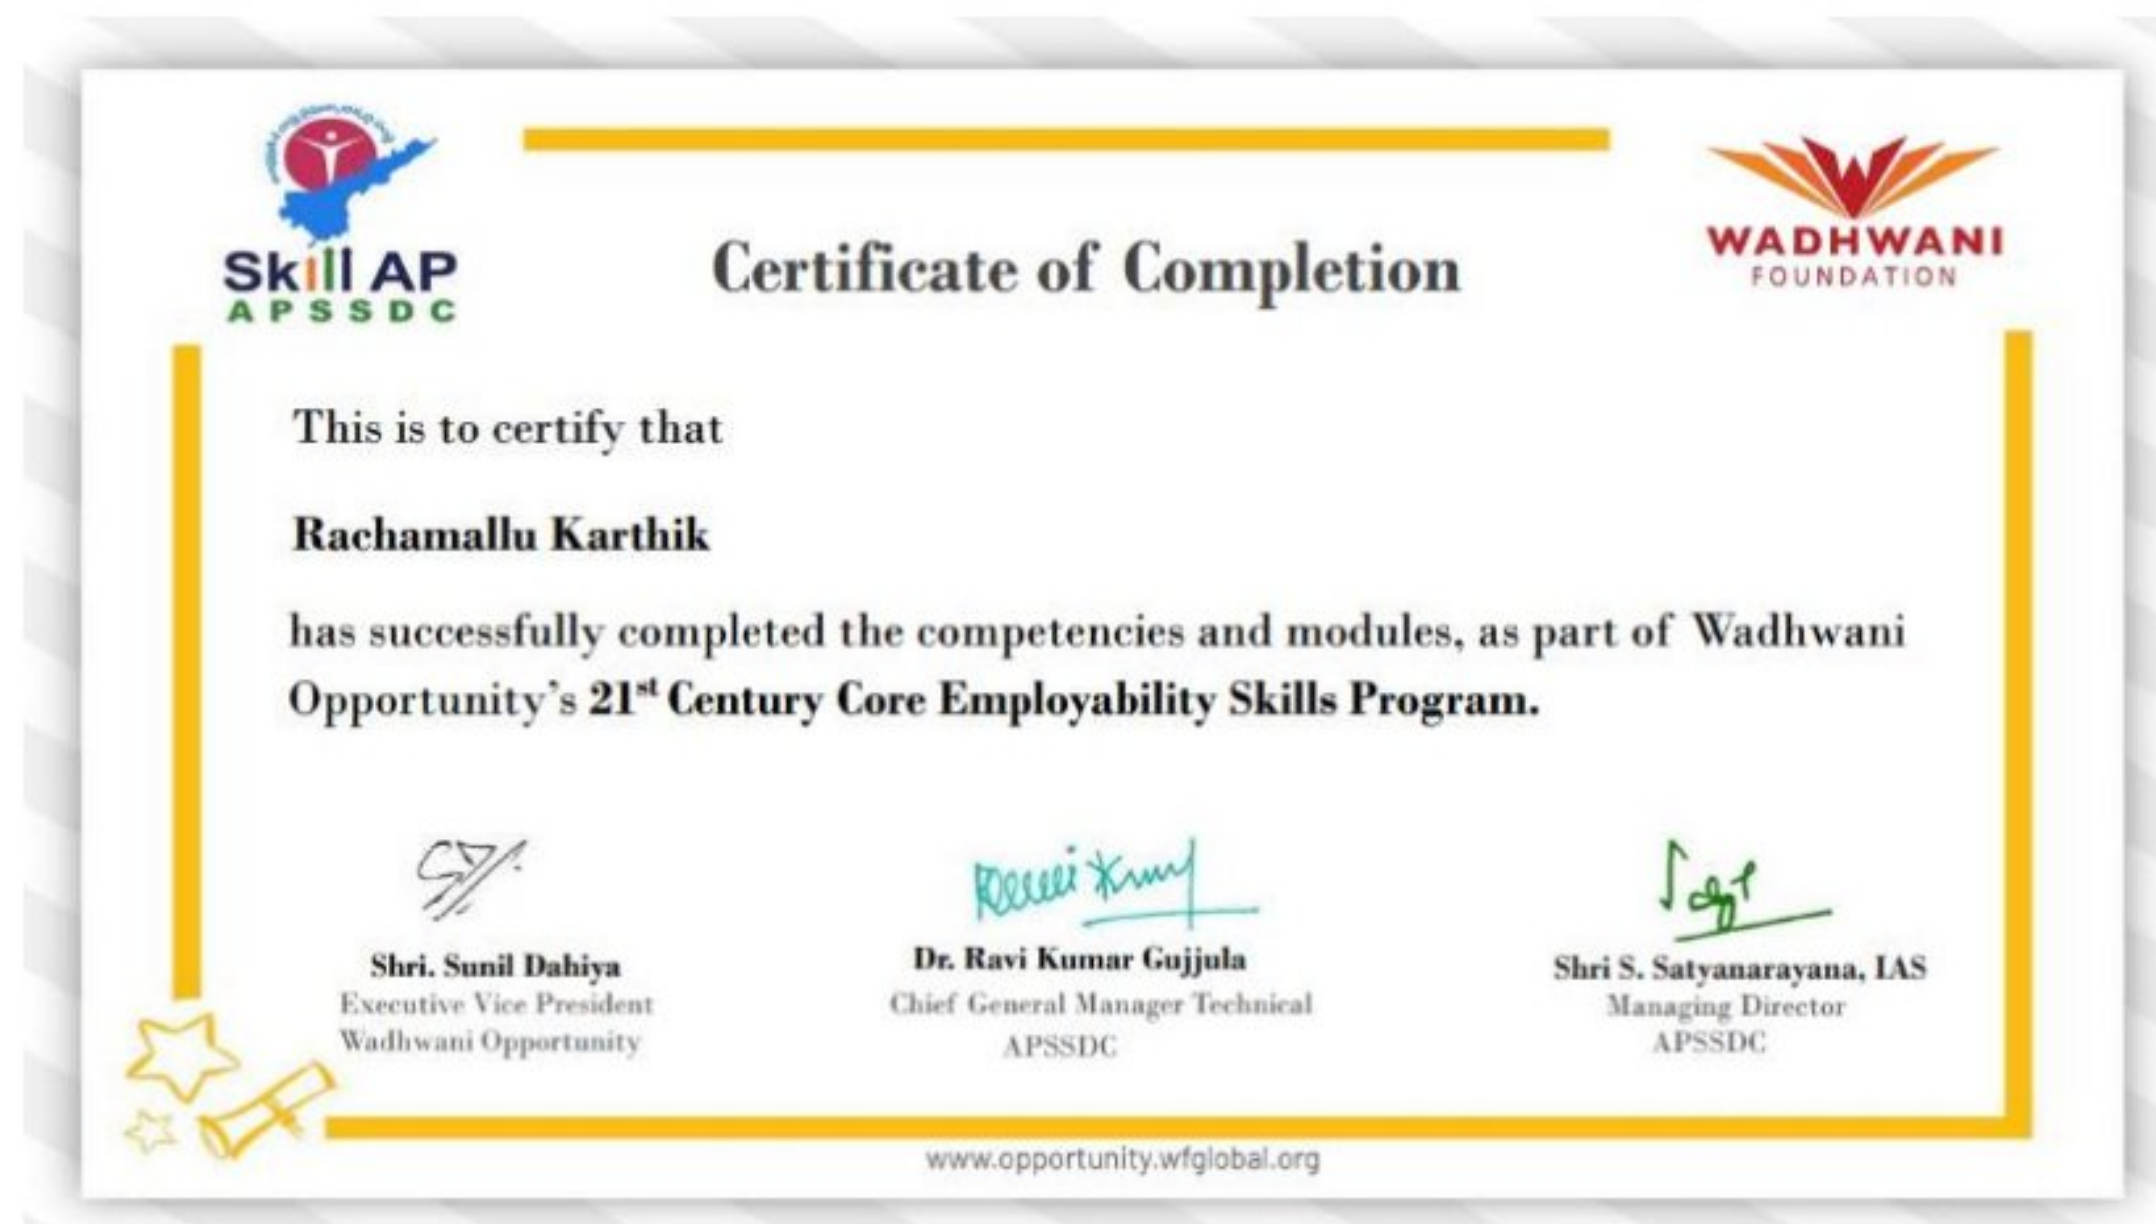 Skill AP
APSSDC
WADHWANI
FOUNDATION
Certificate of Completion
This is to certify that
Rachamallu Karthik
has successfully completed the competencies and modules, as part of Wadhwani
Opportunity's 21st Century Core Employability Skills Program.
Ravi Kumar
Shri. Sunil Dahiya
Executive Vice President
Wadhwani Opportunity
Dr. Ravi Kumar Gujjula
Chief General Manager Technical
APSSDC
Shri S. Satyanarayana, IAS
Managing Director
APSSDC
www.opportunity.wfglobal.org